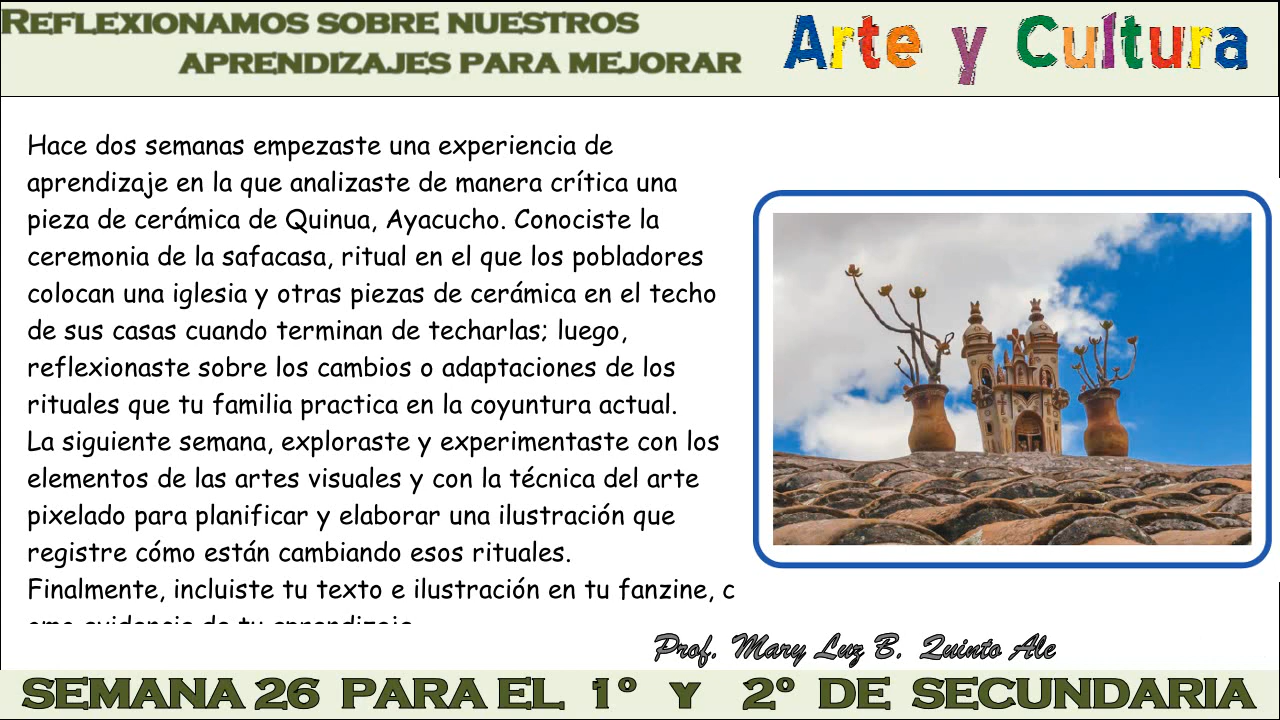 REFLEXIONAMOS SOBRE NUESTROS
APRENDIZAJES PARA MEJORAR
Arte y Cultura
Hace dos semanas empezaste una experiencia de
aprendizaje en la que analizaste de manera crítica una
pieza de cerámica de Quinua, Ayacucho. Conociste la
ceremonia de la safacasa, ritual en el que los pobladores
colocan una iglesia y otras piezas de cerámica en el techo
de sus casas cuando terminan de techarlas; luego,
reflexionaste sobre los cambios o adaptaciones de los
rituales que tu familia practica en la coyuntura actual.
La siguiente semana, exploraste y experimentaste con los
elementos de las artes visuales y con la técnica del arte
pixelado para planificar y elaborar una ilustración que
registre cómo están cambiando esos rituales.
Finalmente, incluiste tu texto e ilustración en tu fanzine, c
omo evidencia de tu aprendizaje.
Prof. Mary Luz B. Quinto Ale
SEMANA 26 PARA EL 1° Y 2° DE SECUNDARIA